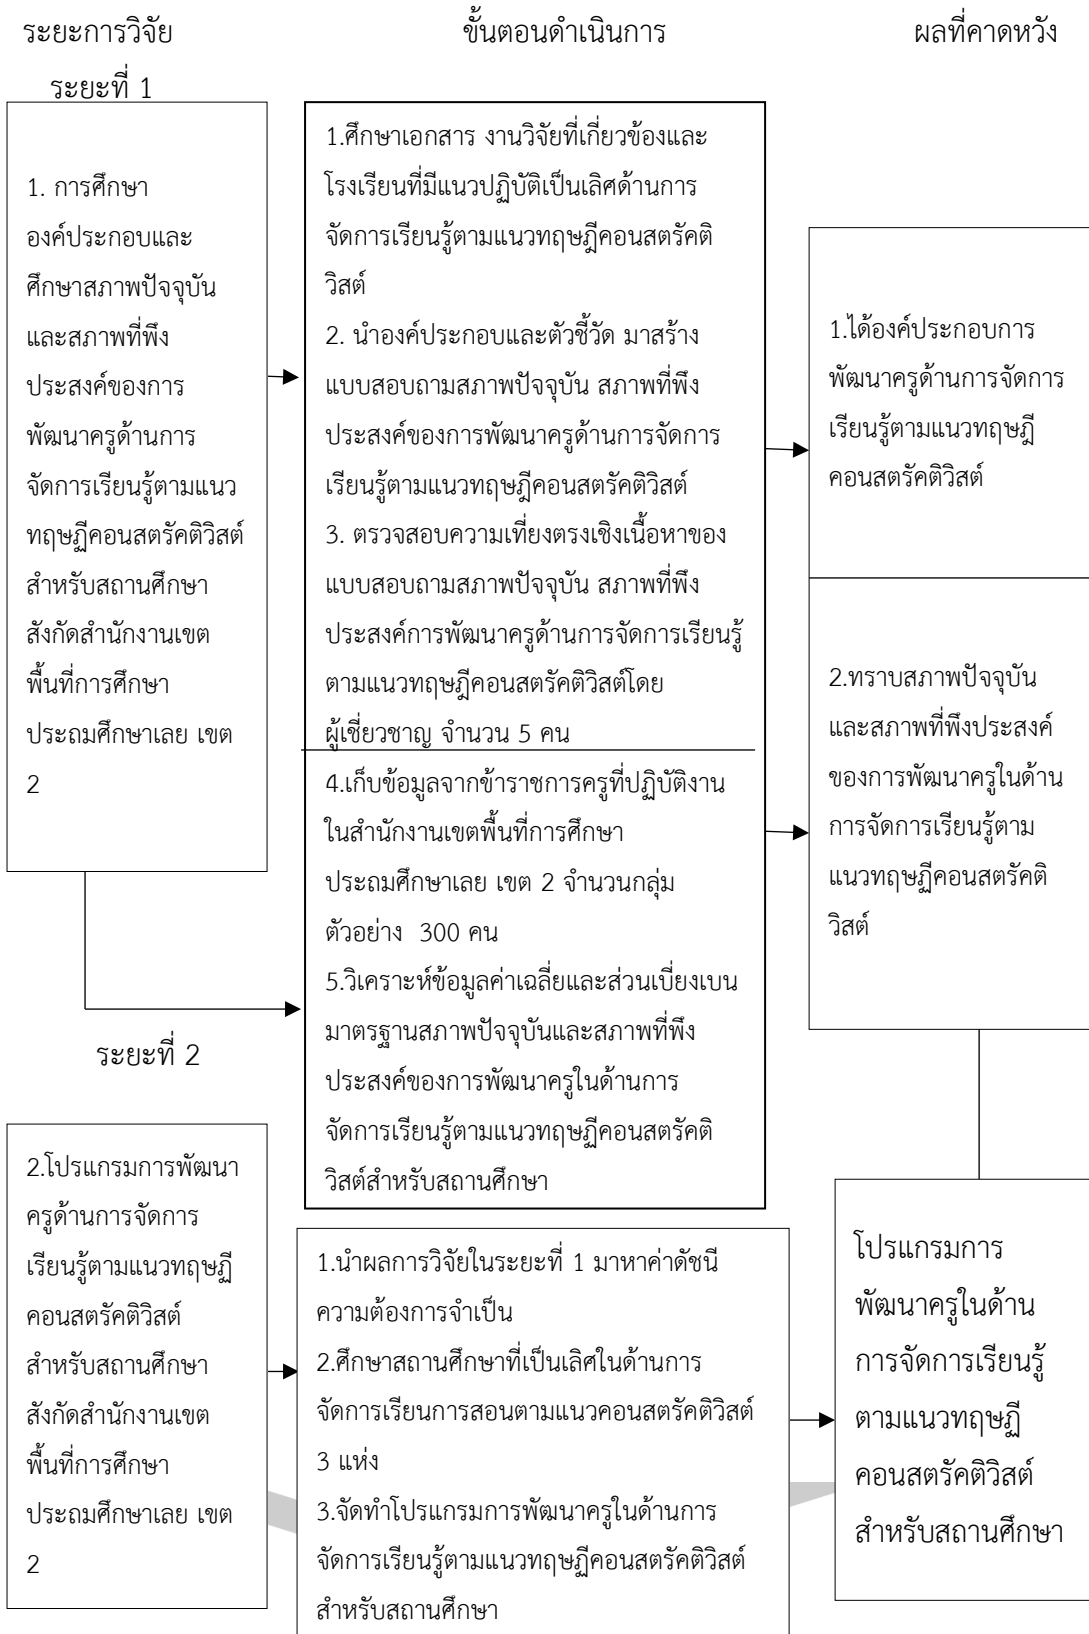 ระยะการวิจัย
ขั้นตอนดำเนินการ
ผลที่คาดหวัง
ระยะที่ 1
1. การศึกษา
องค์ประกอบและ
ศึกษาสภาพปัจจุบัน
และสภาพที่พึง
ประสงค์ของการ
พัฒนาครูด้านการ
จัดการเรียนรู้ตามแนว
ทฤษฎีคอนสตรัคติวิสต์
สำหรับสถานศึกษา
สังกัดสำนักงานเขต
พื้นที่การศึกษา
ประถมศึกษาเลย เขต
2
1.ศึกษาเอกสาร งานวิจัยที่เกี่ยวข้องและ
โรงเรียนที่มีแนวปฏิบัติเป็นเลิศด้านการ
จัดการเรียนรู้ตามแนวทฤษฎีคอนสตรัคติ
วิสต์
2. นำองค์ประกอบและตัวชี้วัด มาสร้าง
แบบสอบถามสภาพปัจจุบัน สภาพที่พึง
ประสงค์ของการพัฒนาครูด้านการจัดการ
เรียนรู้ตามแนวทฤษฎีคอนสตรัคติวิสต์
3. ตรวจสอบความเที่ยงตรงเชิงเนื้อหาของ
แบบสอบถามสภาพปัจจุบัน สภาพที่พึง
ประสงค์การพัฒนาครูด้านการจัดการเรียนรู้
ตามแนวทฤษฎีคอนสตรัคติวิสต์โดย
ผู้เชี่ยวชาญ จำนวน 5 คน
4.เก็บข้อมูลจากข้าราชการครูที่ปฏิบัติงาน
ในสำนักงานเขตพื้นที่การศึกษา
ประถมศึกษาเลย เขต 2 จำนวนกลุ่ม
ตัวอย่าง  300 คน
5.วิเคราะห์ข้อมูลค่าเฉลี่ยและส่วนเบี่ยงเบน
มาตรฐานสภาพปัจจุบันและสภาพที่พึง
ประสงค์ของการพัฒนาครูในด้านการ
จัดการเรียนรู้ตามแนวทฤษฎีคอนสตรัคติ
วิสต์สำหรับสถานศึกษา
1.ได้องค์ประกอบการ
พัฒนาครูด้านการจัดการ
เรียนรู้ตามแนวทฤษฎี
คอนสตรัคติวิสต์
2.ทราบสภาพปัจจุบัน
และสภาพที่พึงประสงค์
ของการพัฒนาครูในด้าน
การจัดการเรียนรู้ตาม
แนวทฤษฎีคอนสตรัคติ
วิสต์
ระยะที่ 2
2.โปรแกรมการพัฒนา
ครูด้านการจัดการ
เรียนรู้ตามแนวทฤษฎี
คอนสตรัคติวิสต์
สำหรับสถานศึกษา
สังกัดสำนักงานเขต
พื้นที่การศึกษา
ประถมศึกษาเลย เขต
2
1.นำผลการวิจัยในระยะที่ 1 มาหาค่าดัชนี
ความต้องการจำเป็น
2.ศึกษาสถานศึกษาที่เป็นเลิศในด้านการ
จัดการเรียนการสอนตามแนวคอนสตรัคติวิสต์
3 แห่ง
3.จัดทำโปรแกรมการพัฒนาครูในด้านการ
จัดการเรียนรู้ตามแนวทฤษฎีคอนสตรัคติวิสต์
สำหรับสถานศึกษา
โปรแกรมการ
พัฒนาครูในด้าน
การจัดการเรียนรู้
ตามแนวทฤษฎี
คอนสตรัคติวิสต์
สำหรับสถานศึกษา